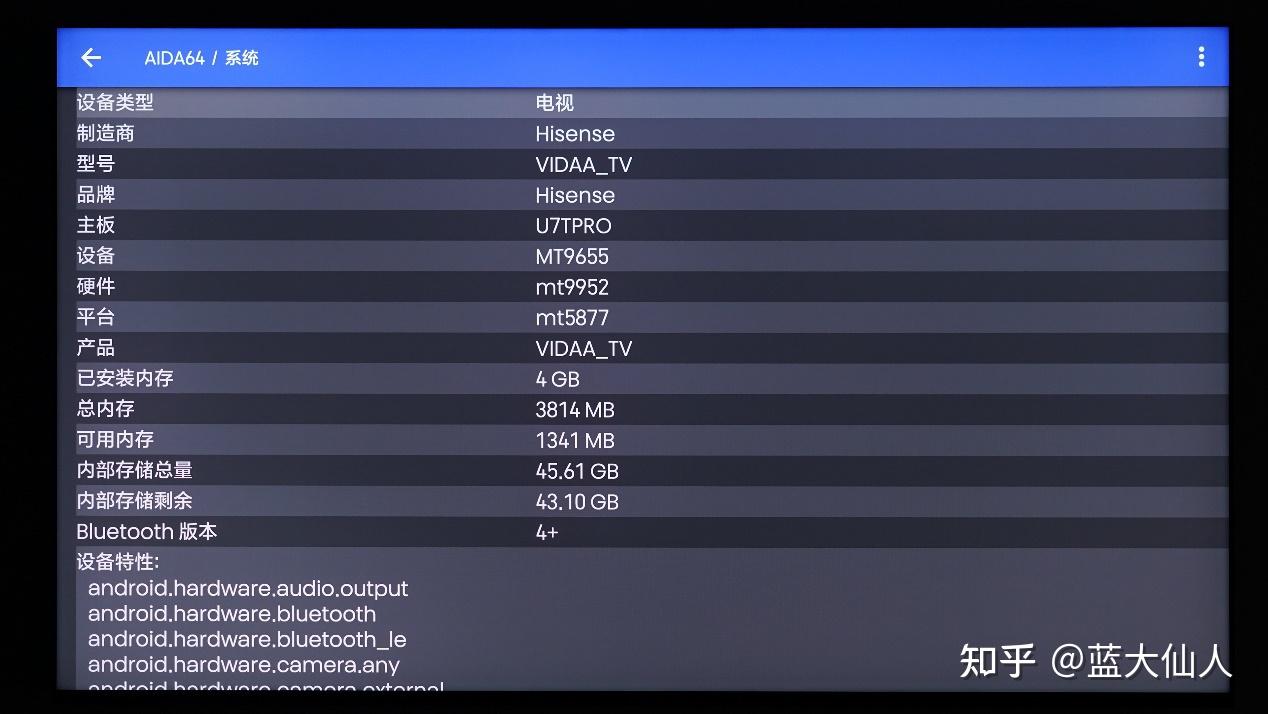 AIDA64 / 系统
设备类型 电视
制造商 Hisense
型号 VIDAA_TV
品牌 Hisense
主板 U7TPRO
设备 MT9655
硬件 mt9952
平台 mt5877
产品 VIDAA_TV
已安装内存 4 GB
总内存 3814 MB
可用内存 1341 MB
内部存储总量 45.61 GB
内部存储剩余 43.10 GB
Bluetooth 版本 4+
设备特性:
android.hardware.audio.output
android.hardware.bluetooth
android.hardware.bluetooth_le
android.hardware.camera.any
android.hardware.camera.external
知乎 @蓝大仙人